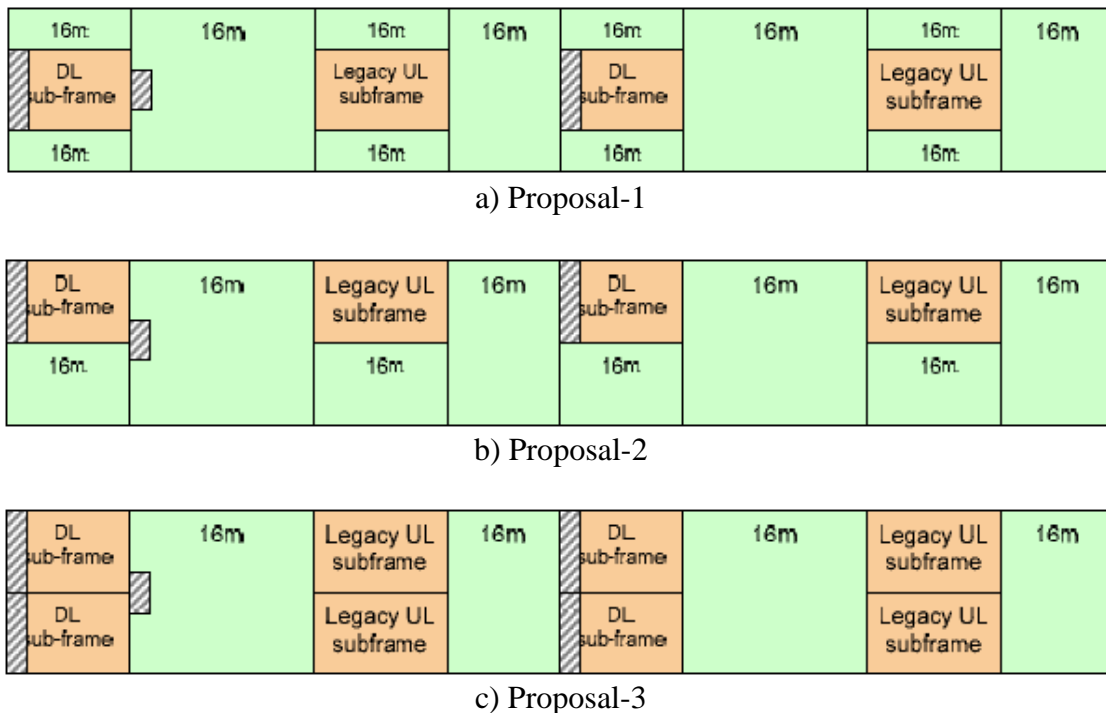 16m
16m
16m
16m
16m
16m
16m
16m
DL
sub-frame
Legacy UL
subframe
DL
sub-frame
Legacy UL
subframe
16m
16m
16m
16m
a) Proposal-1
DL
sub-frame
16m
Legacy UL
subframe
16m
DL
sub-frame
16m
Legacy UL
subframe
16m
16m
16m
16m
16m
b) Proposal-2
DL
sub-frame
16m
Legacy UL
subframe
16m
DL
sub-frame
16m
Legacy UL
subframe
16m
DL
sub-frame
Legacy UL
subframe
DL
sub-frame
Legacy UL
subframe
c) Proposal-3